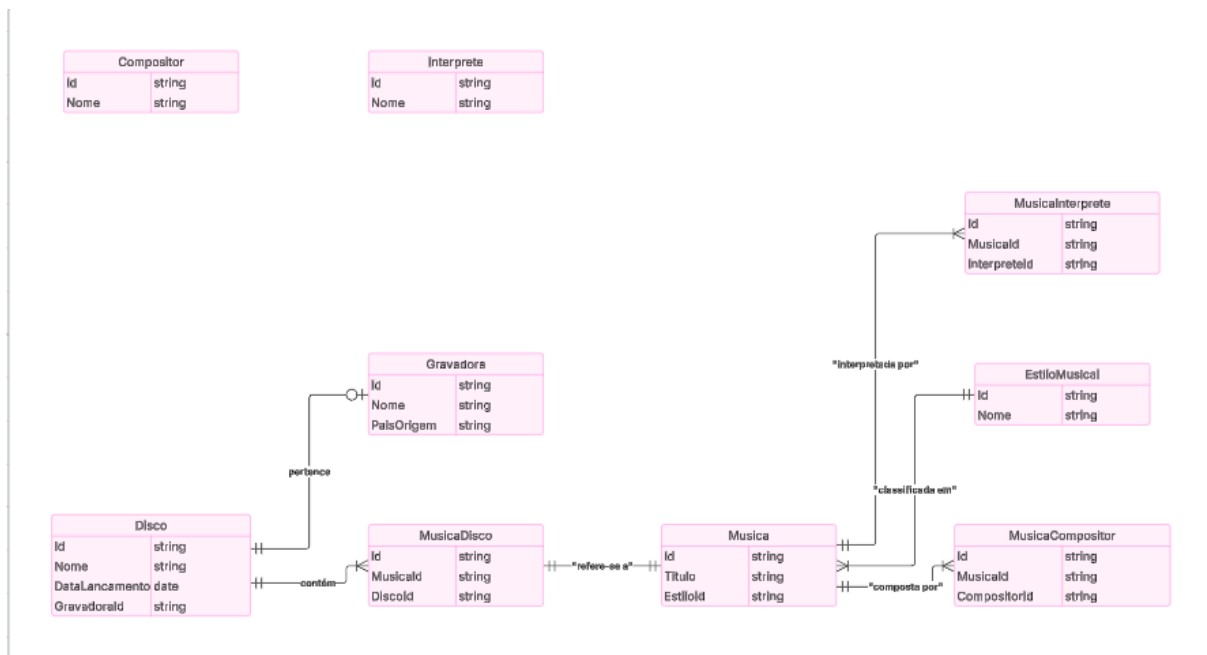 Compositor
Id string
Nome string
Interprete
Id string
Nome string
MusicaInterprete
Id string
MusicaId string
InterpreteId string
"interpretada por"
Gravadora
Id string
Nome string
PaisOrigem string
EstiloMusical
Id string
Nome string
pertence
"classificada em"
Disco
Id string
Nome string
DataLancamento date
GravadoraId string
contém
MusicaDisco
Id string
MusicaId string
DiscoId string
"refere-se a"
Musica
Id string
Titulo string
EstiloId string
"composta por"
MusicaCompositor
Id string
MusicaId string
CompositorId string